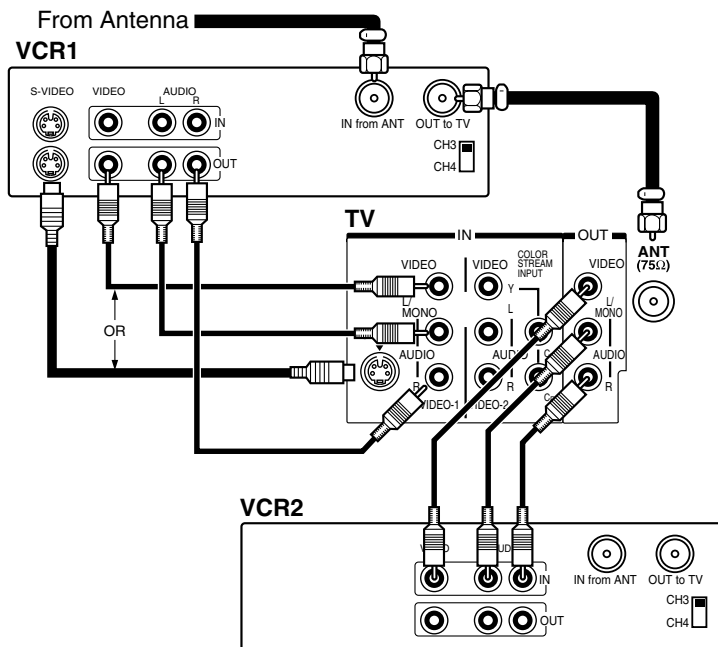 From Antenna
VCR1
S-VIDEO VIDEO AUDIO
L R
IN
IN from ANT OUT to TV
OUT
CH3
CH4
TV
IN OUT
ANT
(75Ω)
VIDEO VIDEO COLOR STREAM INPUT VIDEO
Y
L/MONO L L/MONO
OR
AUDIO AUDIO AUDIO
R R R
VIDEO-1
VCR2
IN
IN from ANT OUT to TV
OUT
CH3
CH4